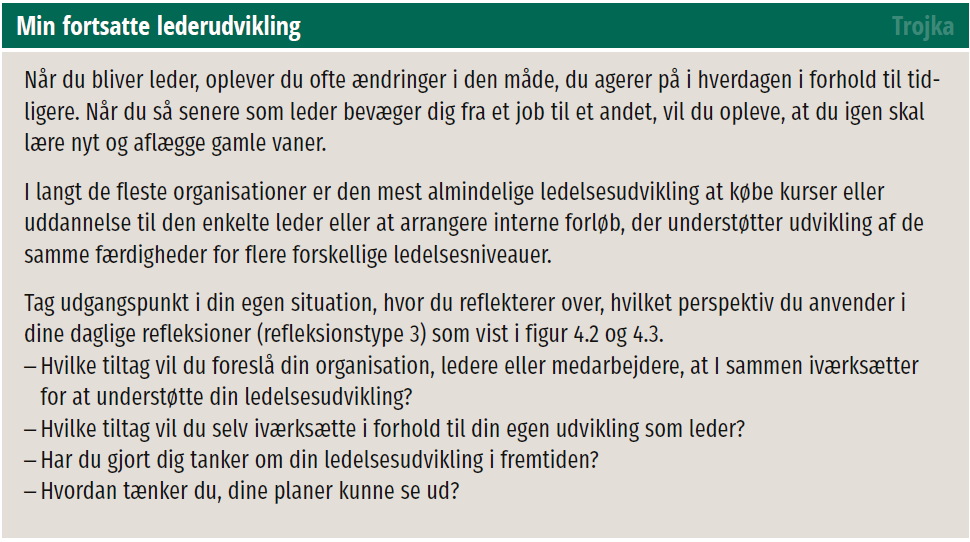 Min fortsatte lederudvikling Trojka
Når du bliver leder, oplever du ofte ændringer i den måde, du agerer på i hverdagen i forhold til tid-
ligere. Når du så senere som leder bevæger dig fra et job til et andet, vil du opleve, at du igen skal
lære nyt og aflægge gamle vaner.
I langt de fleste organisationer er den mest almindelige ledelsesudvikling at købe kurser eller
uddannelse til den enkelte leder eller at arrangere interne forløb, der understøtter udvikling af de
samme færdigheder for flere forskellige ledelsesniveauer.
Tag udgangspunkt i din egen situation, hvor du reflekterer over, hvilket perspektiv du anvender i
dine daglige refleksioner (refleksionstype 3) som vist i figur 4.2 og 4.3.
– Hvilke tiltag vil du foreslå din organisation, ledere eller medarbejdere, at I sammen iværksætter
for at understøtte din ledelsesudvikling?
– Hvilke tiltag vil du selv iværksætte i forhold til din egen udvikling som leder?
– Har du gjort dig tanker om din ledelsesudvikling i fremtiden?
– Hvordan tænker du, dine planer kunne se ud?